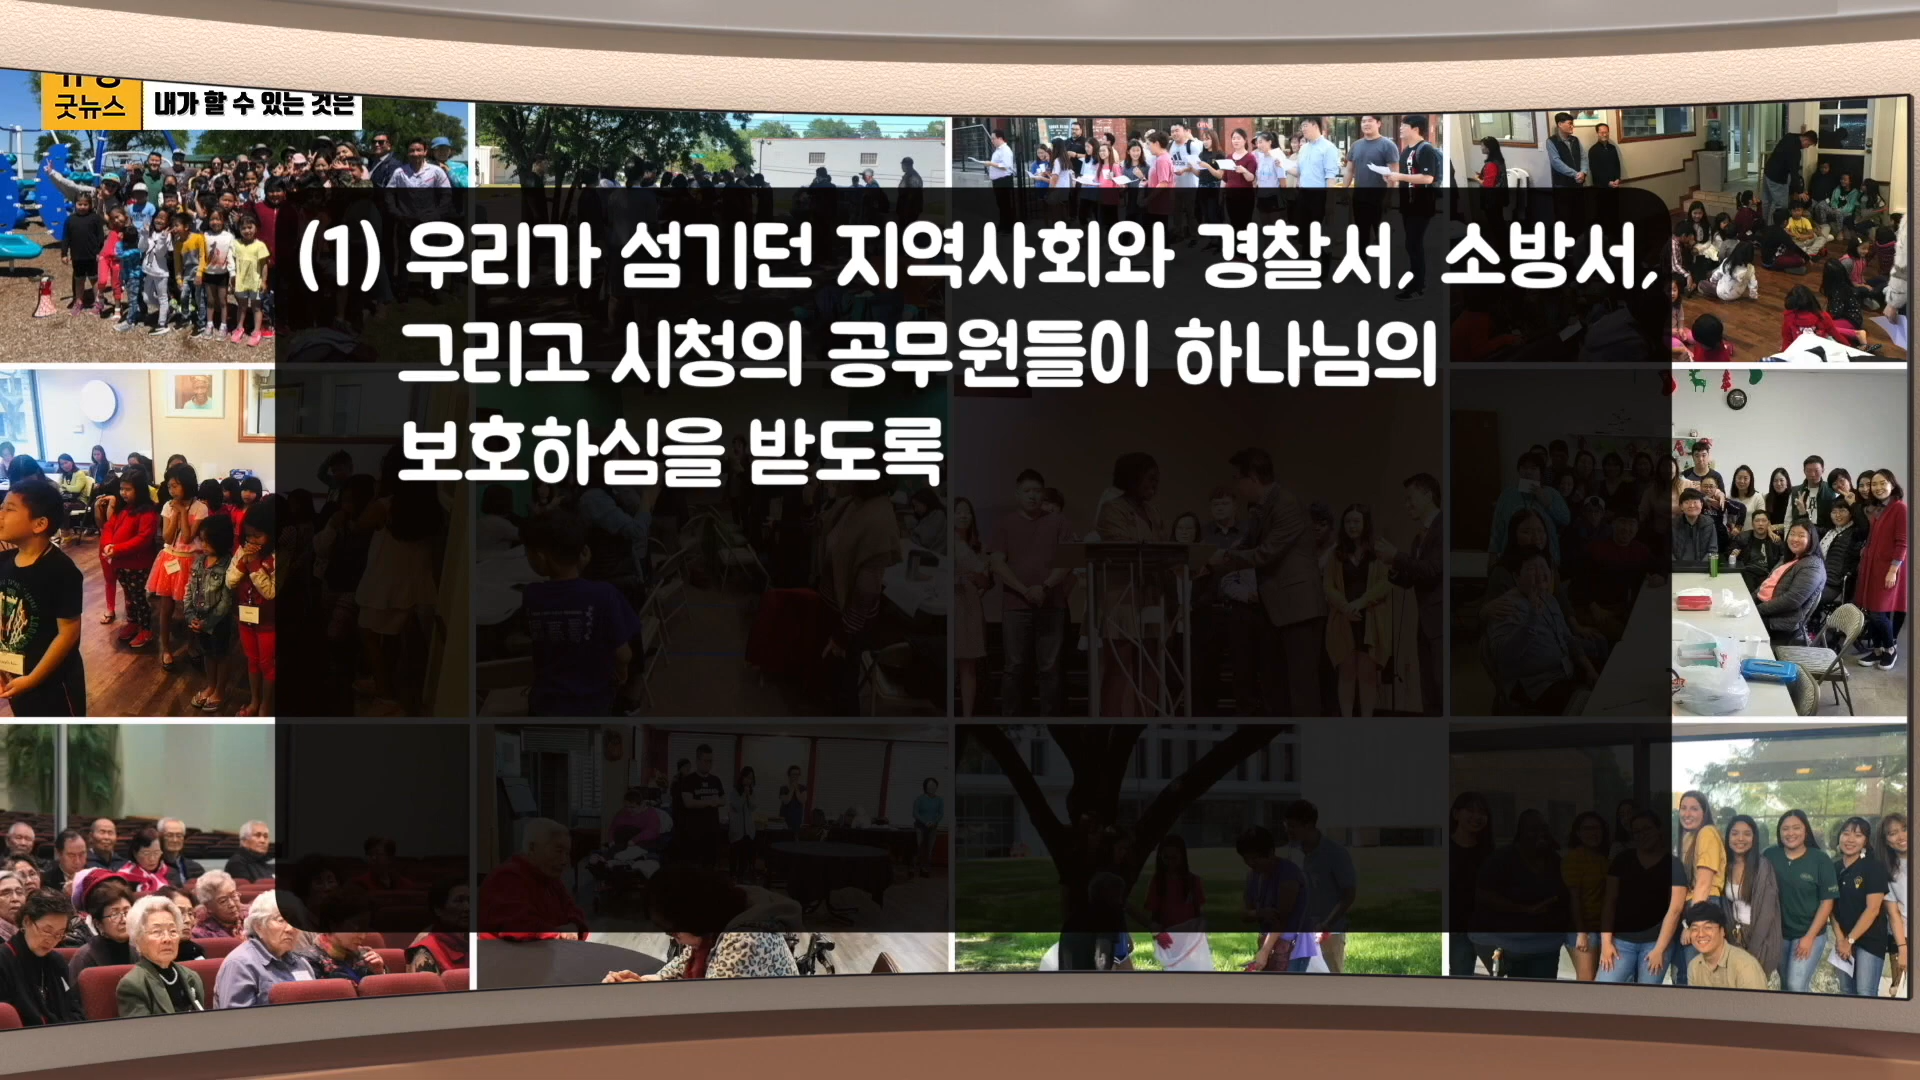 굿뉴스
내가 할 수 있는 것은
(1) 우리가 섬기던 지역사회와 경찰서, 소방서,
그리고 시청의 공무원들이 하나님의
보호하심을 받도록